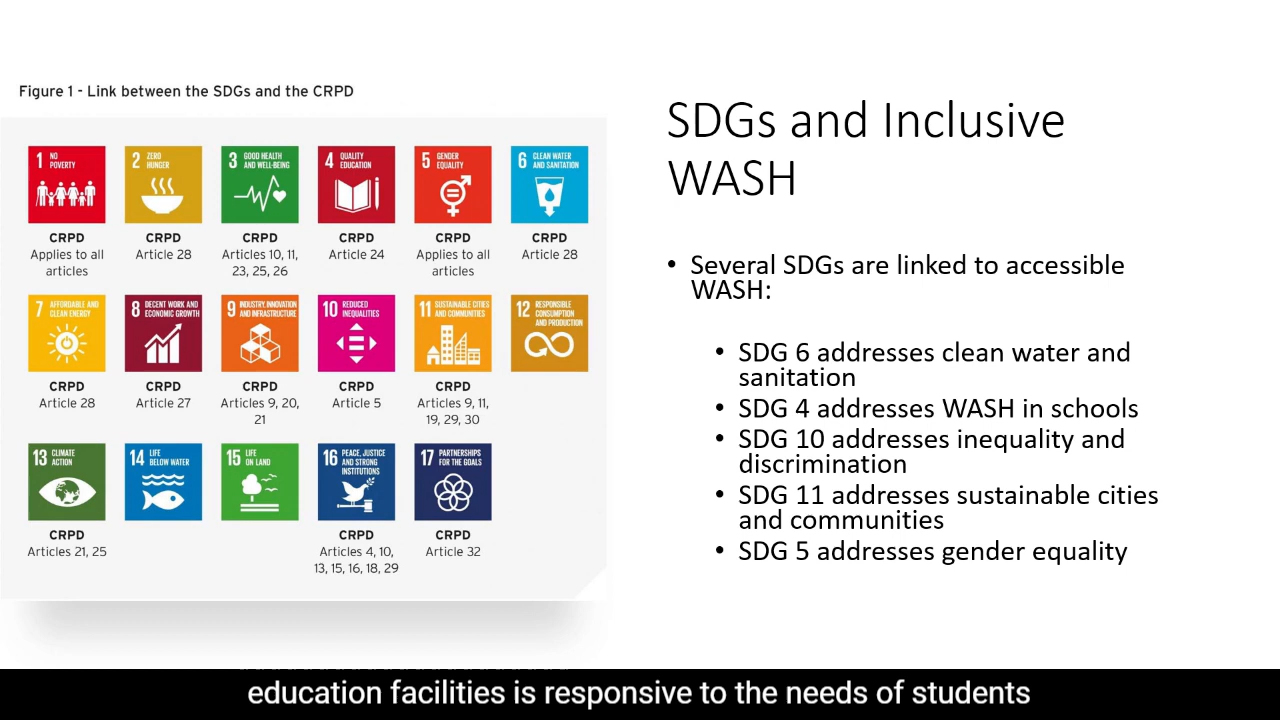 Figure 1 - Link between the SDGs and the CRPD
1 NO
POVERTY
2 ZERO
HUNGER
3 GOOD HEALTH
AND WELL-BEING
4 QUALITY
EDUCATION
5 GENDER
EQUALITY
6 CLEAN WATER
AND SANITATION
CRPD
Applies to all
articles
CRPD
Article 28
CRPD
Articles 10, 11,
23, 25, 26
CRPD
Article 24
CRPD
Applies to all
articles
CRPD
Article 28
7 AFFORDABLE AND
CLEAN ENERGY
8 DECENT WORK AND
ECONOMIC GROWTH
9 INDUSTRY, INNOVATION
AND INFRASTRUCTURE
10 REDUCED
INEQUALITIES
11 SUSTAINABLE CITIES
AND COMMUNITIES
12 RESPONSIBLE
CONSUMPTION
AND PRODUCTION
CRPD
Article 28
CRPD
Article 27
CRPD
Articles 9, 20,
21
CRPD
Article 5
CRPD
Articles 9, 11,
19, 29, 30
13 CLIMATE
ACTION
14 LIFE
BELOW WATER
15 LIFE
ON LAND
16 PEACE, JUSTICE
AND STRONG
INSTITUTIONS
17 PARTNERSHIPS
FOR THE GOALS
CRPD
Articles 21, 25
CRPD
Articles 4, 10,
13, 15, 16, 18, 29
CRPD
Article 32
SDGs and Inclusive
WASH
• Several SDGs are linked to accessible
WASH:
• SDG 6 addresses clean water and
sanitation
• SDG 4 addresses WASH in schools
• SDG 10 addresses inequality and
discrimination
• SDG 11 addresses sustainable cities
and communities
• SDG 5 addresses gender equality
education facilities is responsive to the needs of students